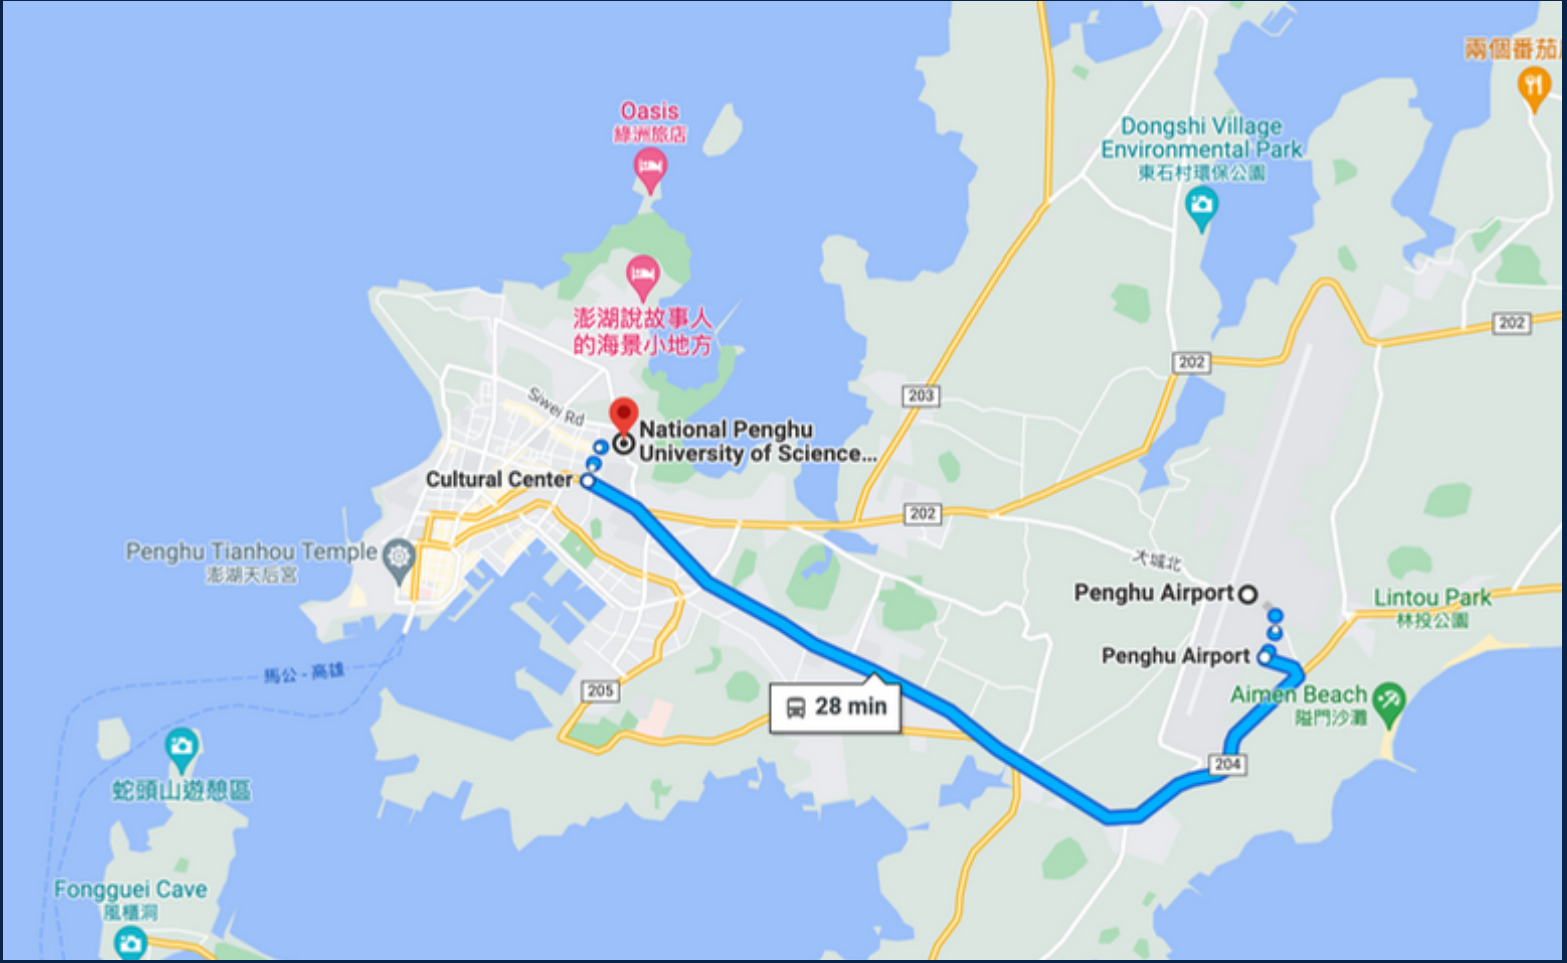 兩個番茄
Oasis
綠洲旅店
Dongshi Village
Environmental Park
東石村環保公園
澎湖說故事人
的海景小地方
202
202
203
Siwei Rd
National Penghu
University of Science...
Cultural Center
202
大城北
Penghu Tianhou Temple
澎湖天后宮
Penghu Airport
Lintou Park
林投公園
Penghu Airport
馬公 - 高雄
205
28 min
Aimen Beach
隘門沙灘
204
蛇頭山遊憩區
Fongguei Cave
風櫃洞